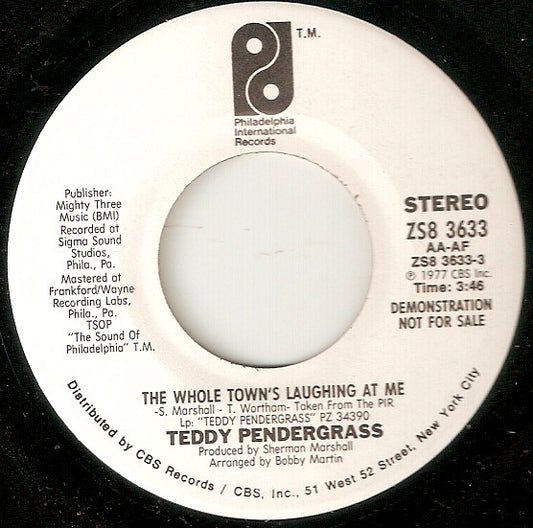 T.M.
Philadelphia
International
Records
Publisher:
Mighty Three
Music (BMI)
Recorded at
Sigma Sound
Studios,
Phila., Pa.
Mastered at
Frankford/Wayne
Recording Labs,
Phila., Pa.
TSOP
"The Sound Of
Philadelphia" T.M.
STEREO
ZS8 3633
AA-AF
ZS8 3633-3
℗ 1977 CBS Inc.
Time: 3:46
DEMONSTRATION
NOT FOR SALE
THE WHOLE TOWN'S LAUGHING AT ME
-S. Marshall - T. Wortham- Taken From The PIR
Lp: "TEDDY PENDERGRASS" PZ 34390
TEDDY PENDERGRASS
Produced by Sherman Marshall
Arranged by Bobby Martin
Distributed by CBS Records / CBS, Inc., 51 West 52 Street, New York City